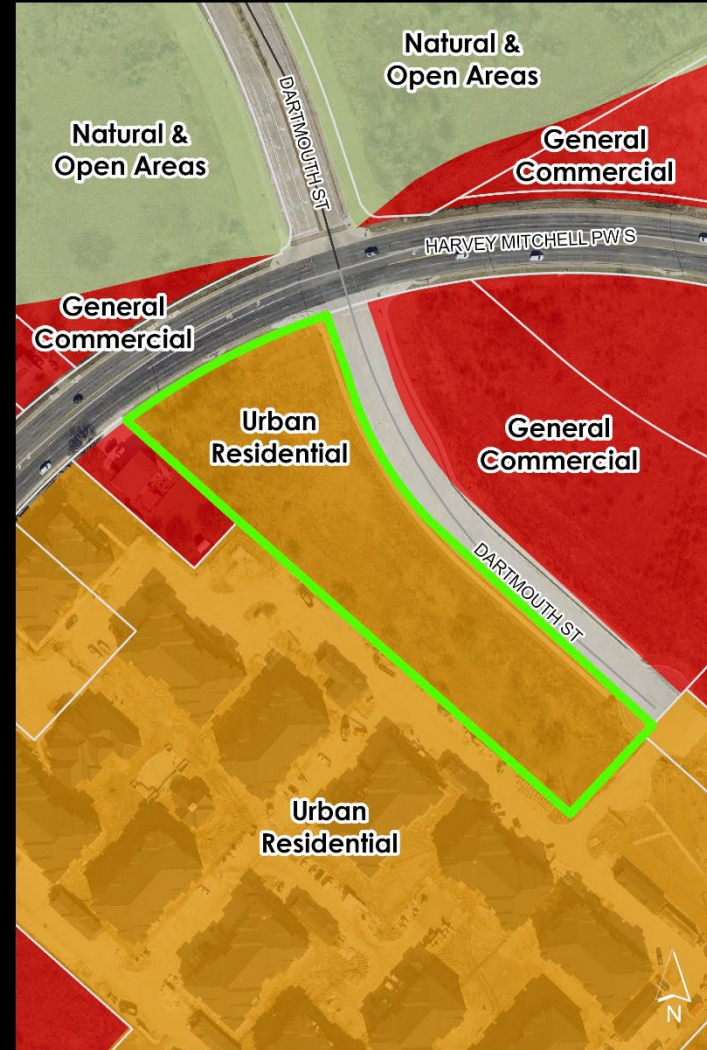 Natural &
Open Areas
DARTMOUTH ST
Natural &
Open Areas
General
Commercial
HARVEY MITCHELL PW S
General
Commercial
Urban
Residential
General
Commercial
DARTMOUTH ST
Urban
Residential
N